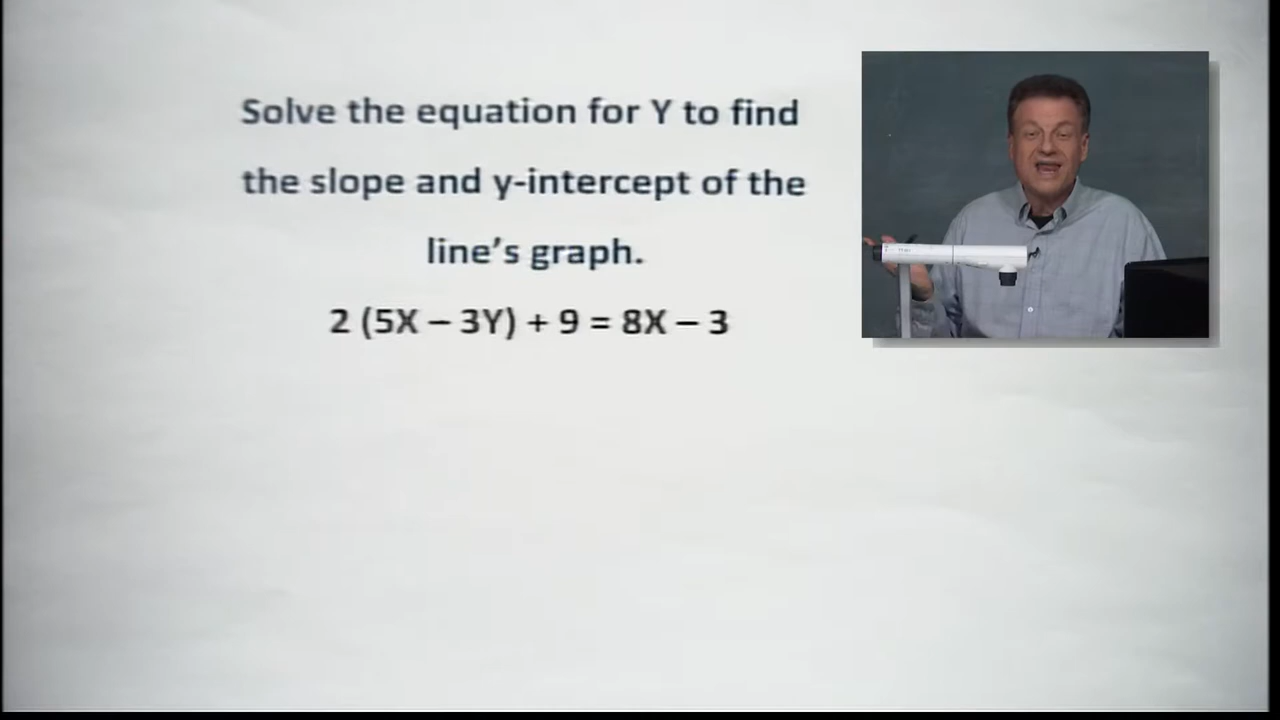 Solve the equation for Y to find
the slope and y-intercept of the
line's graph.
2 (5X – 3Y) + 9 = 8X – 3